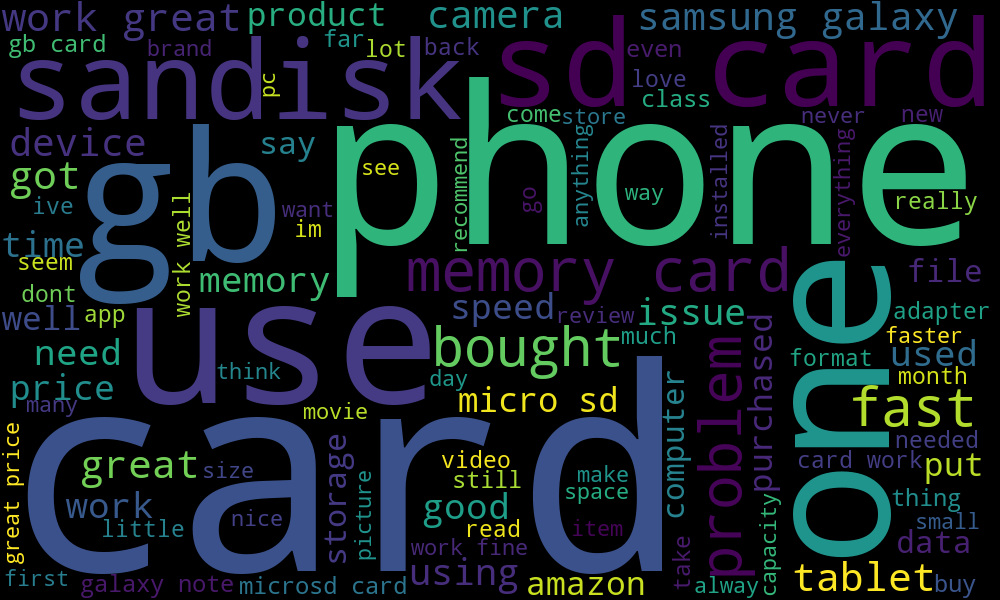 work great
product
camera
samsung galaxy
gb card
brand
far
lot
back
sandisk
pc
sd card
even
love
class
device
say
come
store
never
new
got
see
recommend
anything
installed
everything
gb
phone
go
way
really
ive
work well
want
im
time
seem
memory
memory card
file
dont
app
well
use
speed
review
issue
adapter
faster
need
bought
much
one
format
used
think
day
price
many
movie
micro sd
computer
problem
purchased
month
fast
great price
great
size
video
still
make
space
needed
card work
put
card
storage
picture
work
little
nice
good
read
item
capacity
thing
small
work fine
take
data
first
galaxy note
microsd card
using
amazon
alway
tablet
buy